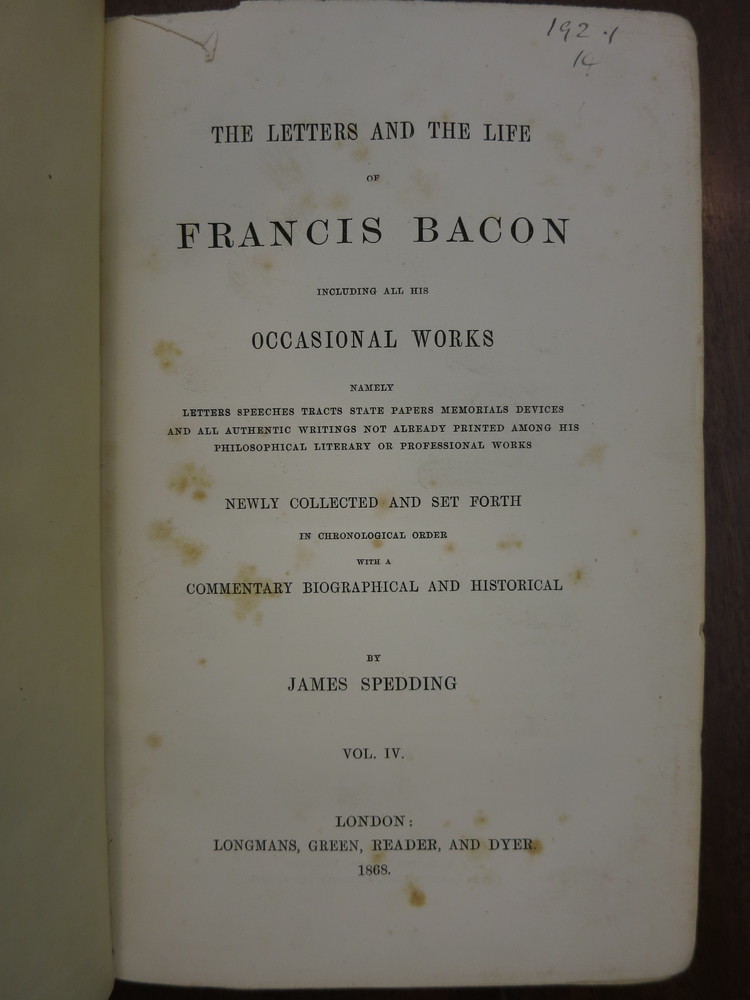 192.1
14
THE LETTERS AND THE LIFE
OF
FRANCIS BACON
INCLUDING ALL HIS
OCCASIONAL WORKS
NAMELY
LETTERS SPEECHES TRACTS STATE PAPERS MEMORIALS DEVICES
AND ALL AUTHENTIC WRITINGS NOT ALREADY PRINTED AMONG HIS
PHILOSOPHICAL LITERARY OR PROFESSIONAL WORKS
NEWLY COLLECTED AND SET FORTH
IN CHRONOLOGICAL ORDER
WITH A
COMMENTARY BIOGRAPHICAL AND HISTORICAL
BY
JAMES SPEDDING
VOL. IV.
LONDON:
LONGMANS, GREEN, READER, AND DYER.
1868.